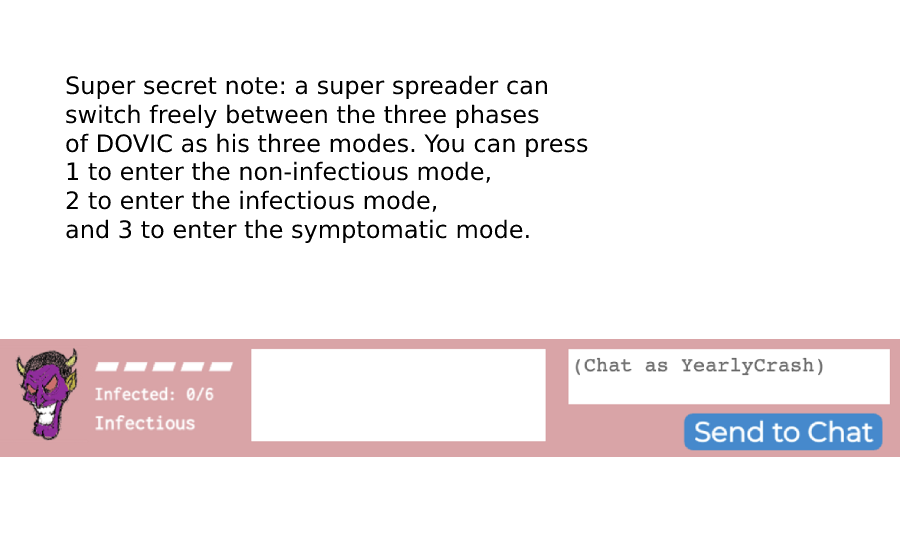 Super secret note: a super spreader can
switch freely between the three phases
of DOVIC as his three modes. You can press
1 to enter the non-infectious mode,
2 to enter the infectious mode,
and 3 to enter the symptomatic mode.
Infected: 0/6
Infectious
(Chat as YearlyCrash)
Send to Chat